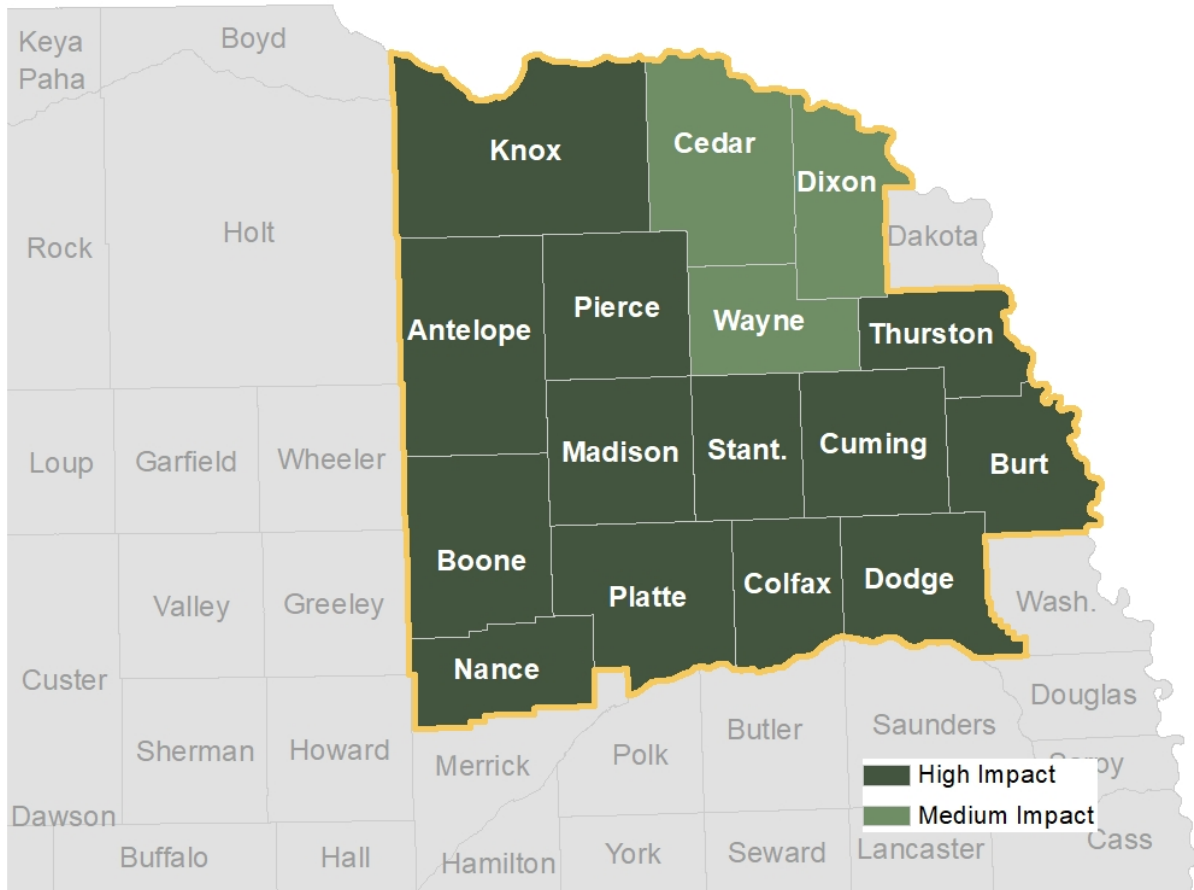 Keya
Paha
Boyd
Knox
Cedar
Dixon
Rock
Holt
Dakota
Antelope
Pierce
Wayne
Thurston
Loup
Garfield
Wheeler
Madison
Stant.
Cuming
Burt
Valley
Greeley
Boone
Platte
Colfax
Dodge
Wash.
Custer
Nance
Douglas
Sherman
Howard
Merrick
Polk
Butler
Saunders
High Impact
Dawson
Medium Impact
Cass
Buffalo
Hall
Hamilton
York
Seward
Lancaster